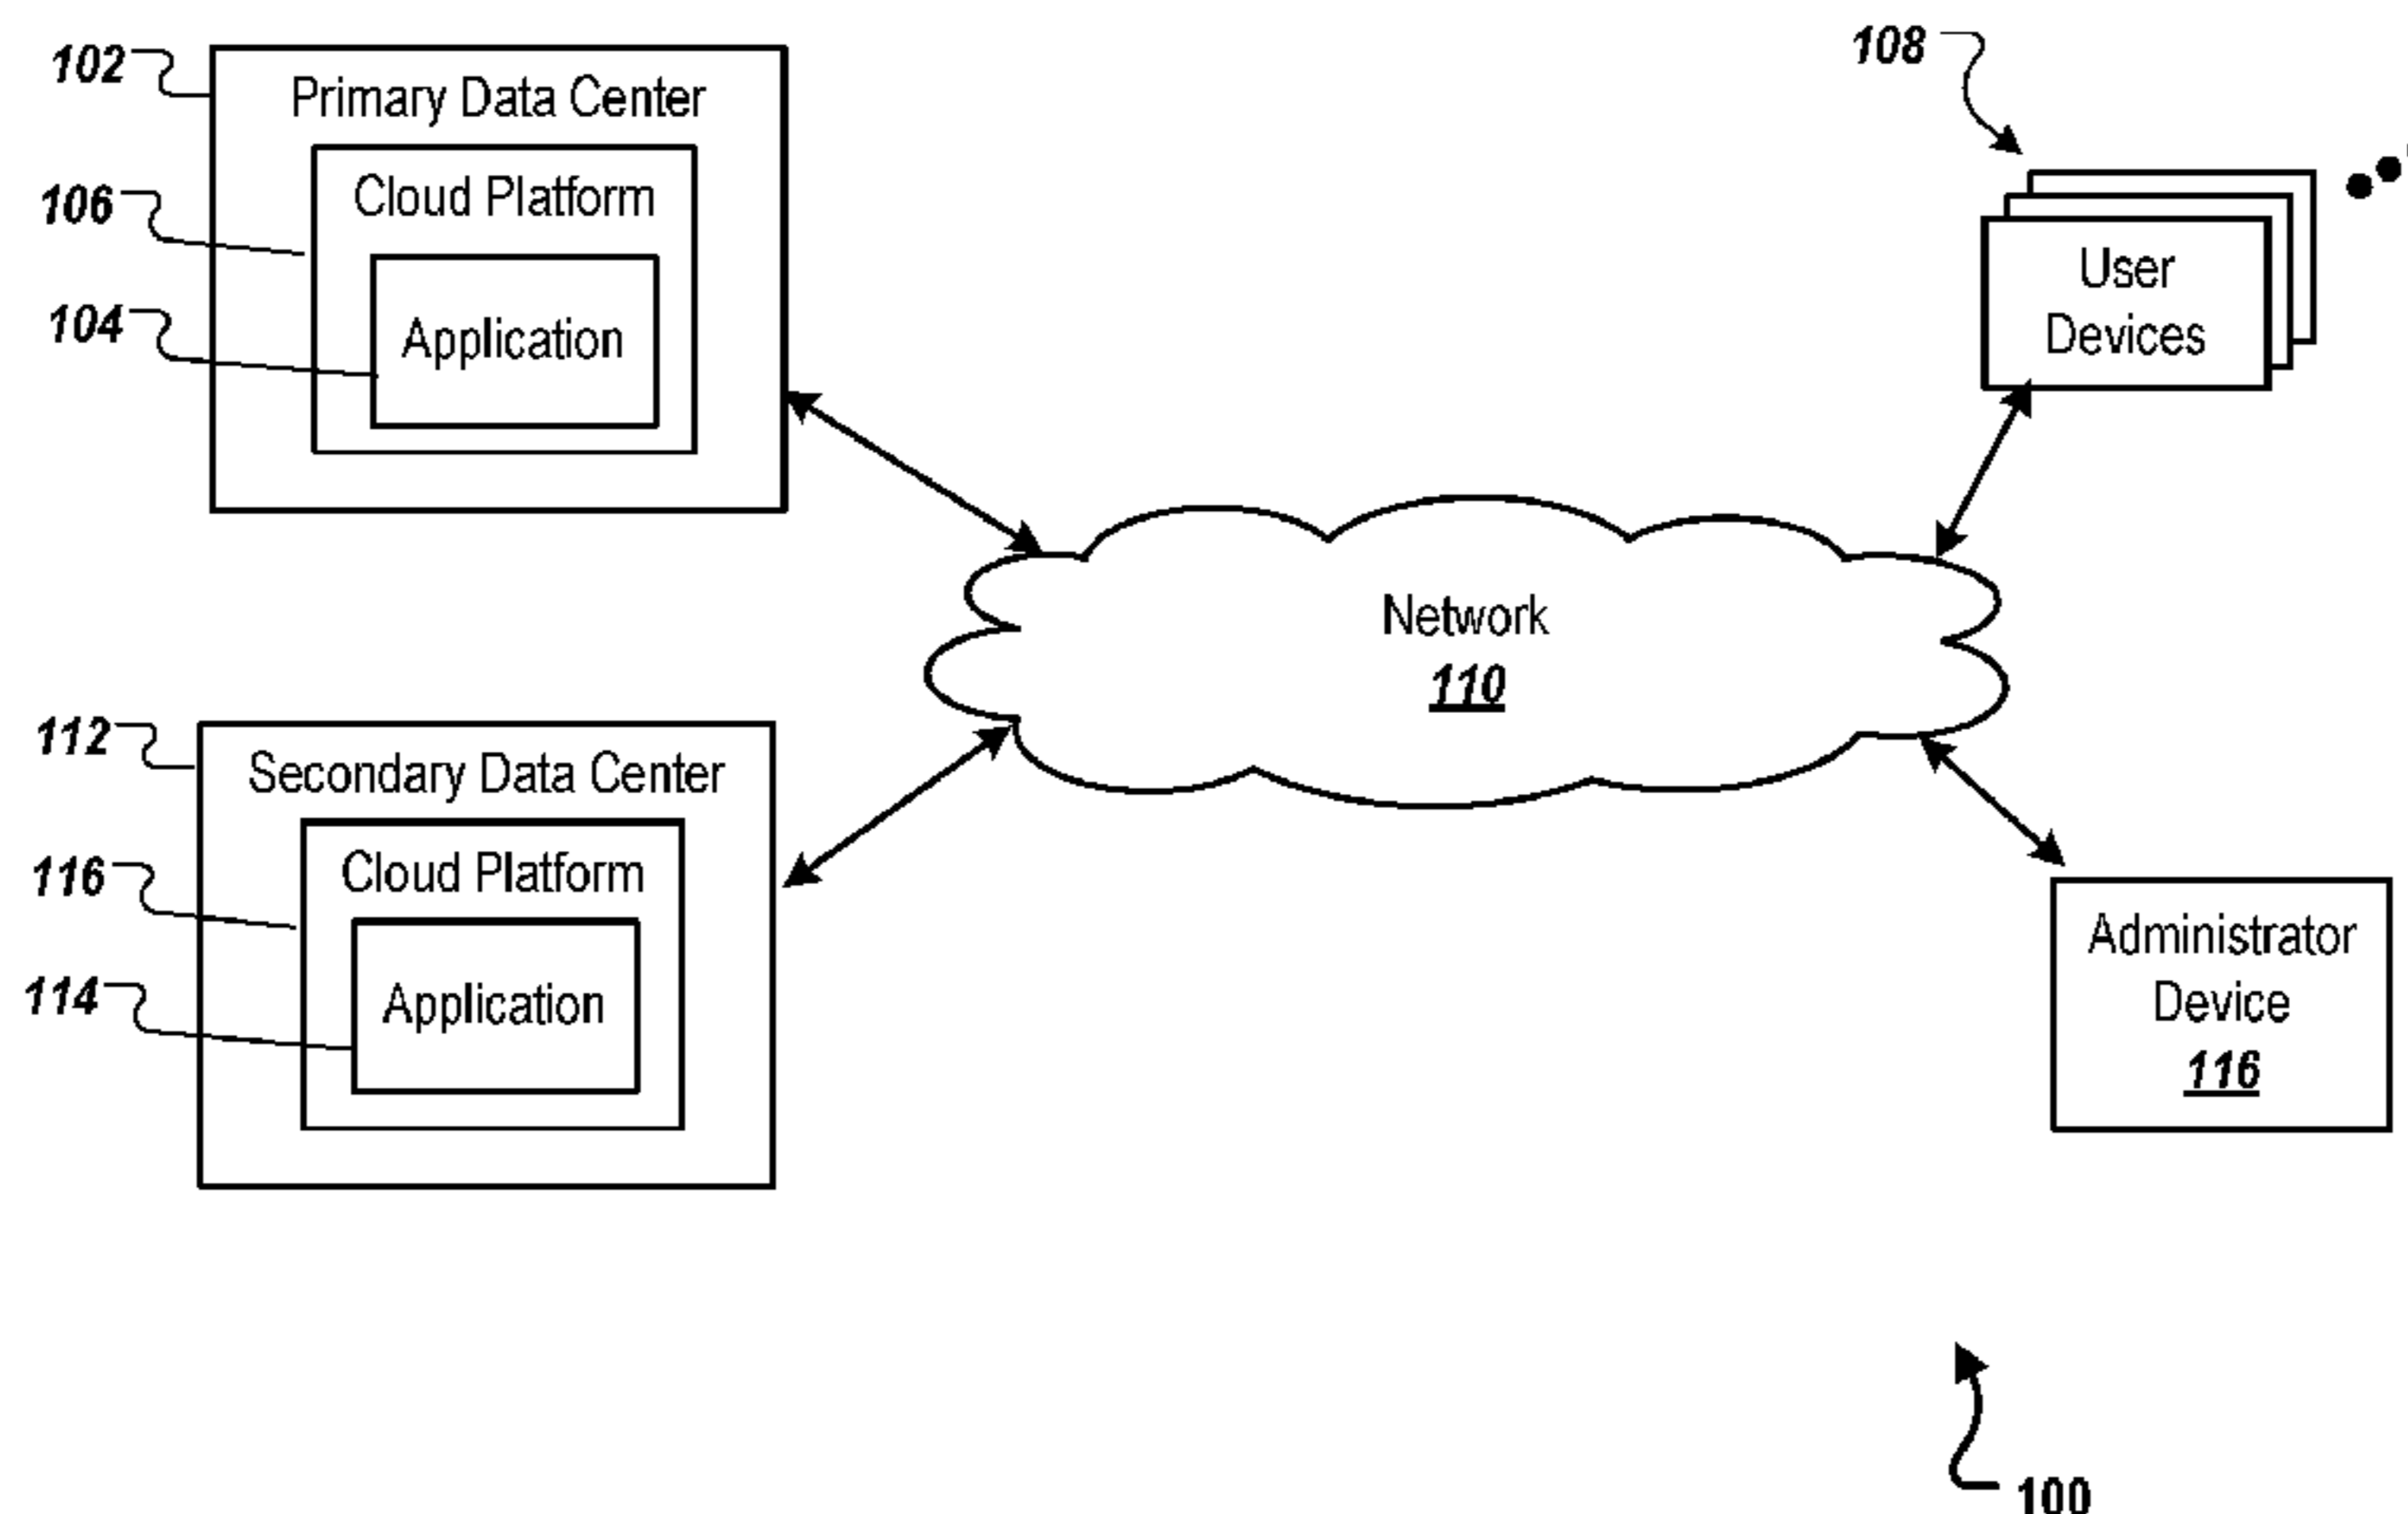 102
Primary Data Center
106
Cloud Platform
104
Application
108
User
Devices
Network
110
112
Secondary Data Center
116
Cloud Platform
114
Application
Administrator
Device
116
100